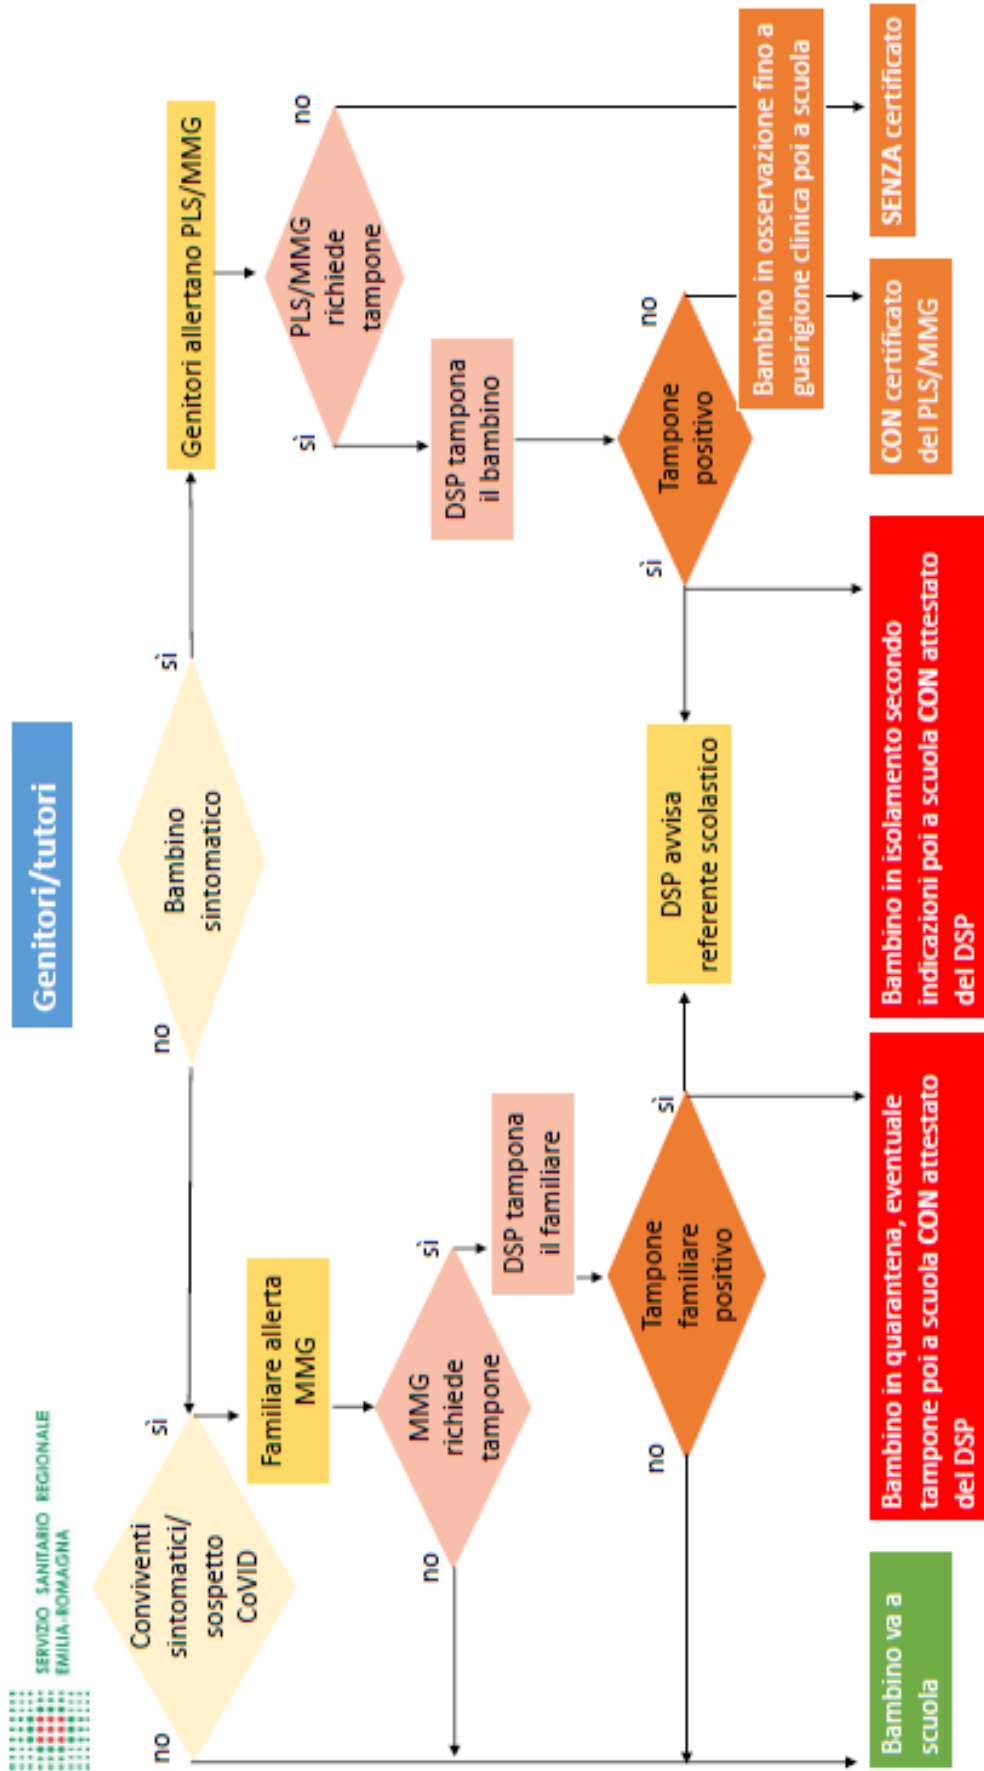 SERVIZIO SANITARIO REGIONALE
EMILIA-ROMAGNA
Genitori/tutori
Conviventi
sintomatici/
sospetto
CoVID
no
sì
Bambino
sintomatico
no
sì
Genitori allertano PLS/MMG
Familiare allerta
MMG
PLS/MMG
richiede
tampone
sì
no
MMG
richiede
tampone
no
sì
DSP tampona
il familiare
DSP tampona
il bambino
Tampone
familiare
positivo
no
sì
DSP avvisa
referente scolastico
Tampone
positivo
sì
no
Bambino in osservazione fino a
guarigione clinica poi a scuola
Bambino va a
scuola
Bambino in quarantena, eventuale
tampone poi a scuola CON attestato
del DSP
Bambino in isolamento secondo
indicazioni poi a scuola CON attestato
del DSP
CON certificato
del PLS/MMG
SENZA certificato